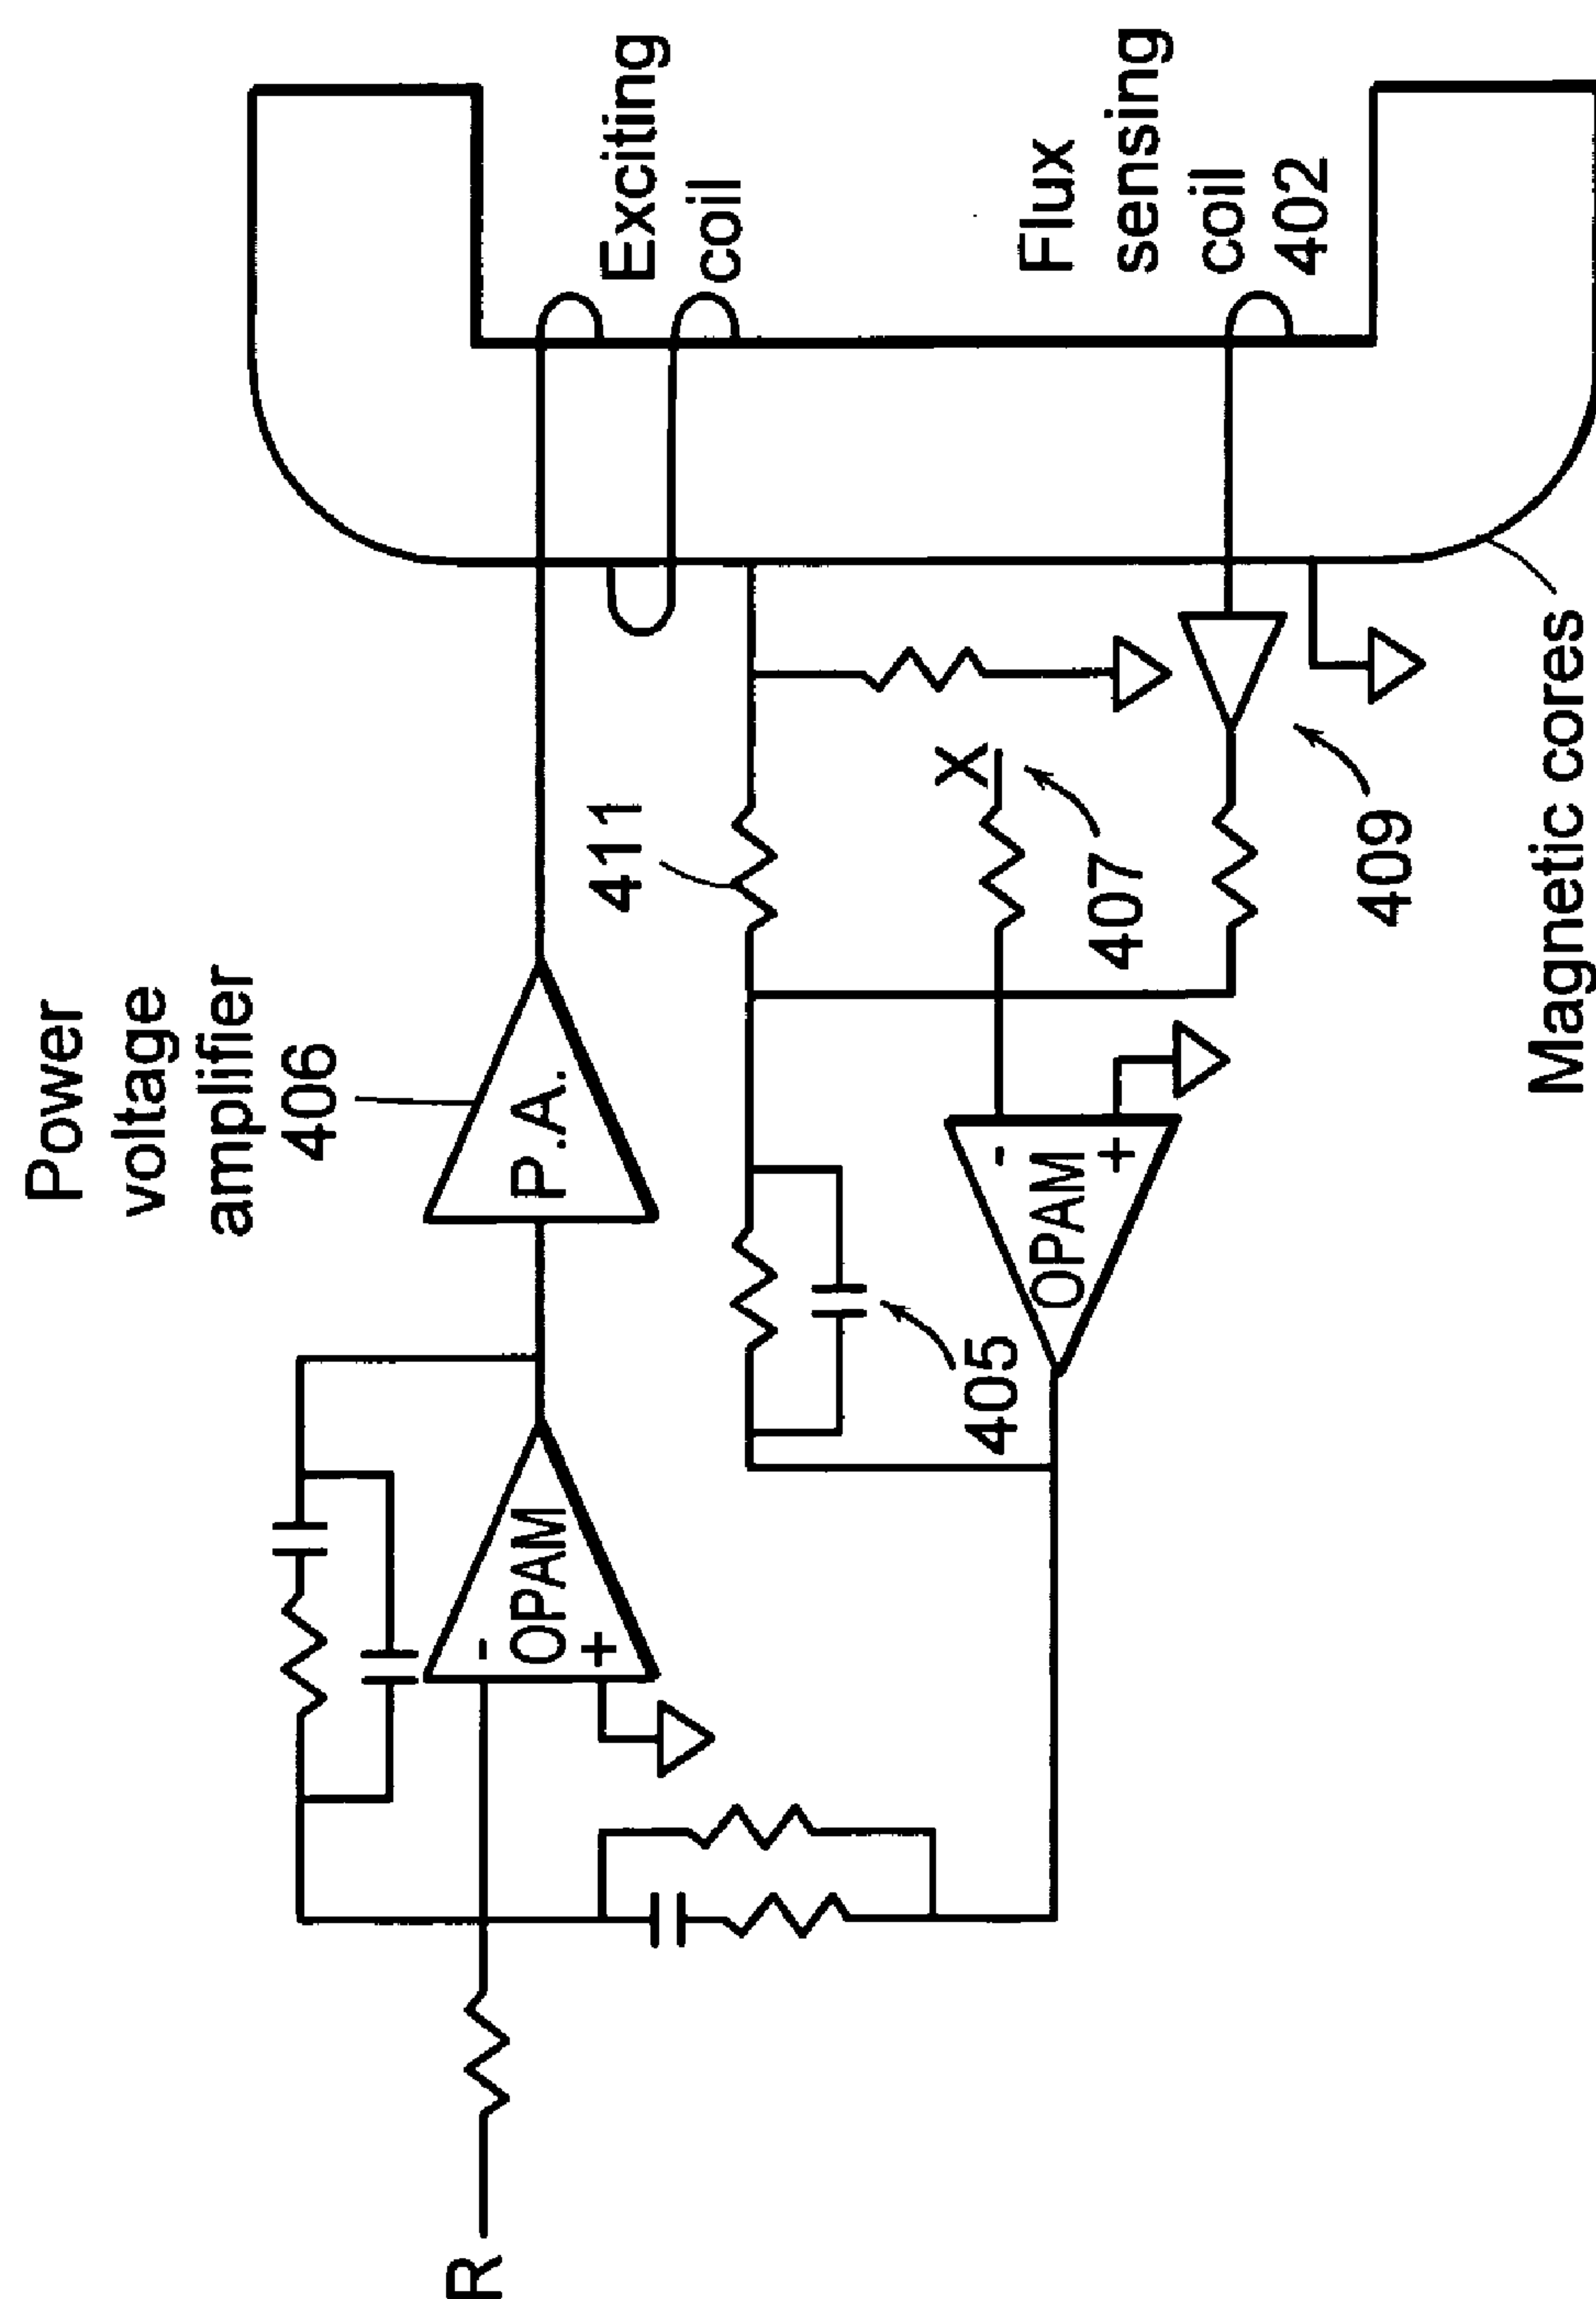 Power
voltage
amplifier
406
P.A.
OPAM
-
+
R
411
Exciting
coil
Flux
sensing
coil
402
X
407
409
405
OPAM
-
+
Magnetic cores